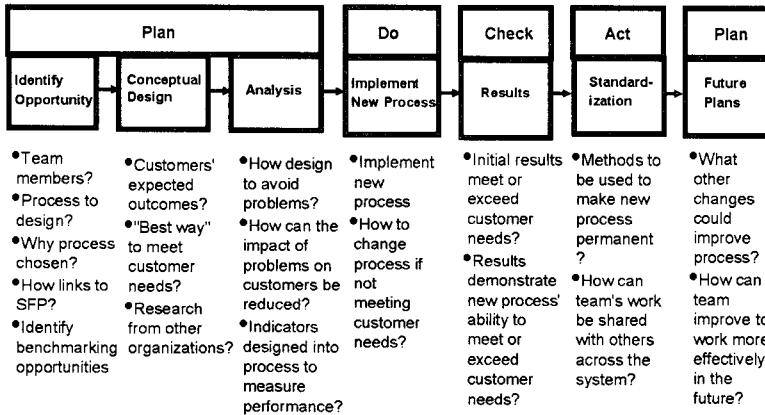 Plan
Do
Check
Act
Plan
Identify
Opportunity
Conceptual
Design
Analysis
Implement
New Process
Results
Standard-
ization
Future
Plans
•Team
members?
•Process to
design?
•Why process
chosen?
•How links to
SFP?
•Identify
benchmarking
opportunities
•Customers'
expected
outcomes?
•"Best way"
to meet
customer
needs?
•Research
from other
organizations?
•How design
to avoid
problems?
•How can the
impact of
problems on
customers be
reduced?
•Indicators
designed into
process to
measure
performance?
•Implement
new
process
•How to
change
process if
not
meeting
customer
needs?
•Initial results
meet or
exceed
customer
needs?
•Results
demonstrate
new process'
ability to
meet or
exceed
customer
needs?
•Methods to
be used to
make new
process
permanent
?
•How can
team's work
be shared
with others
across the
system?
•What
other
changes
could
improve
process?
•How can
team
improve to
work more
effectively
in the
future?